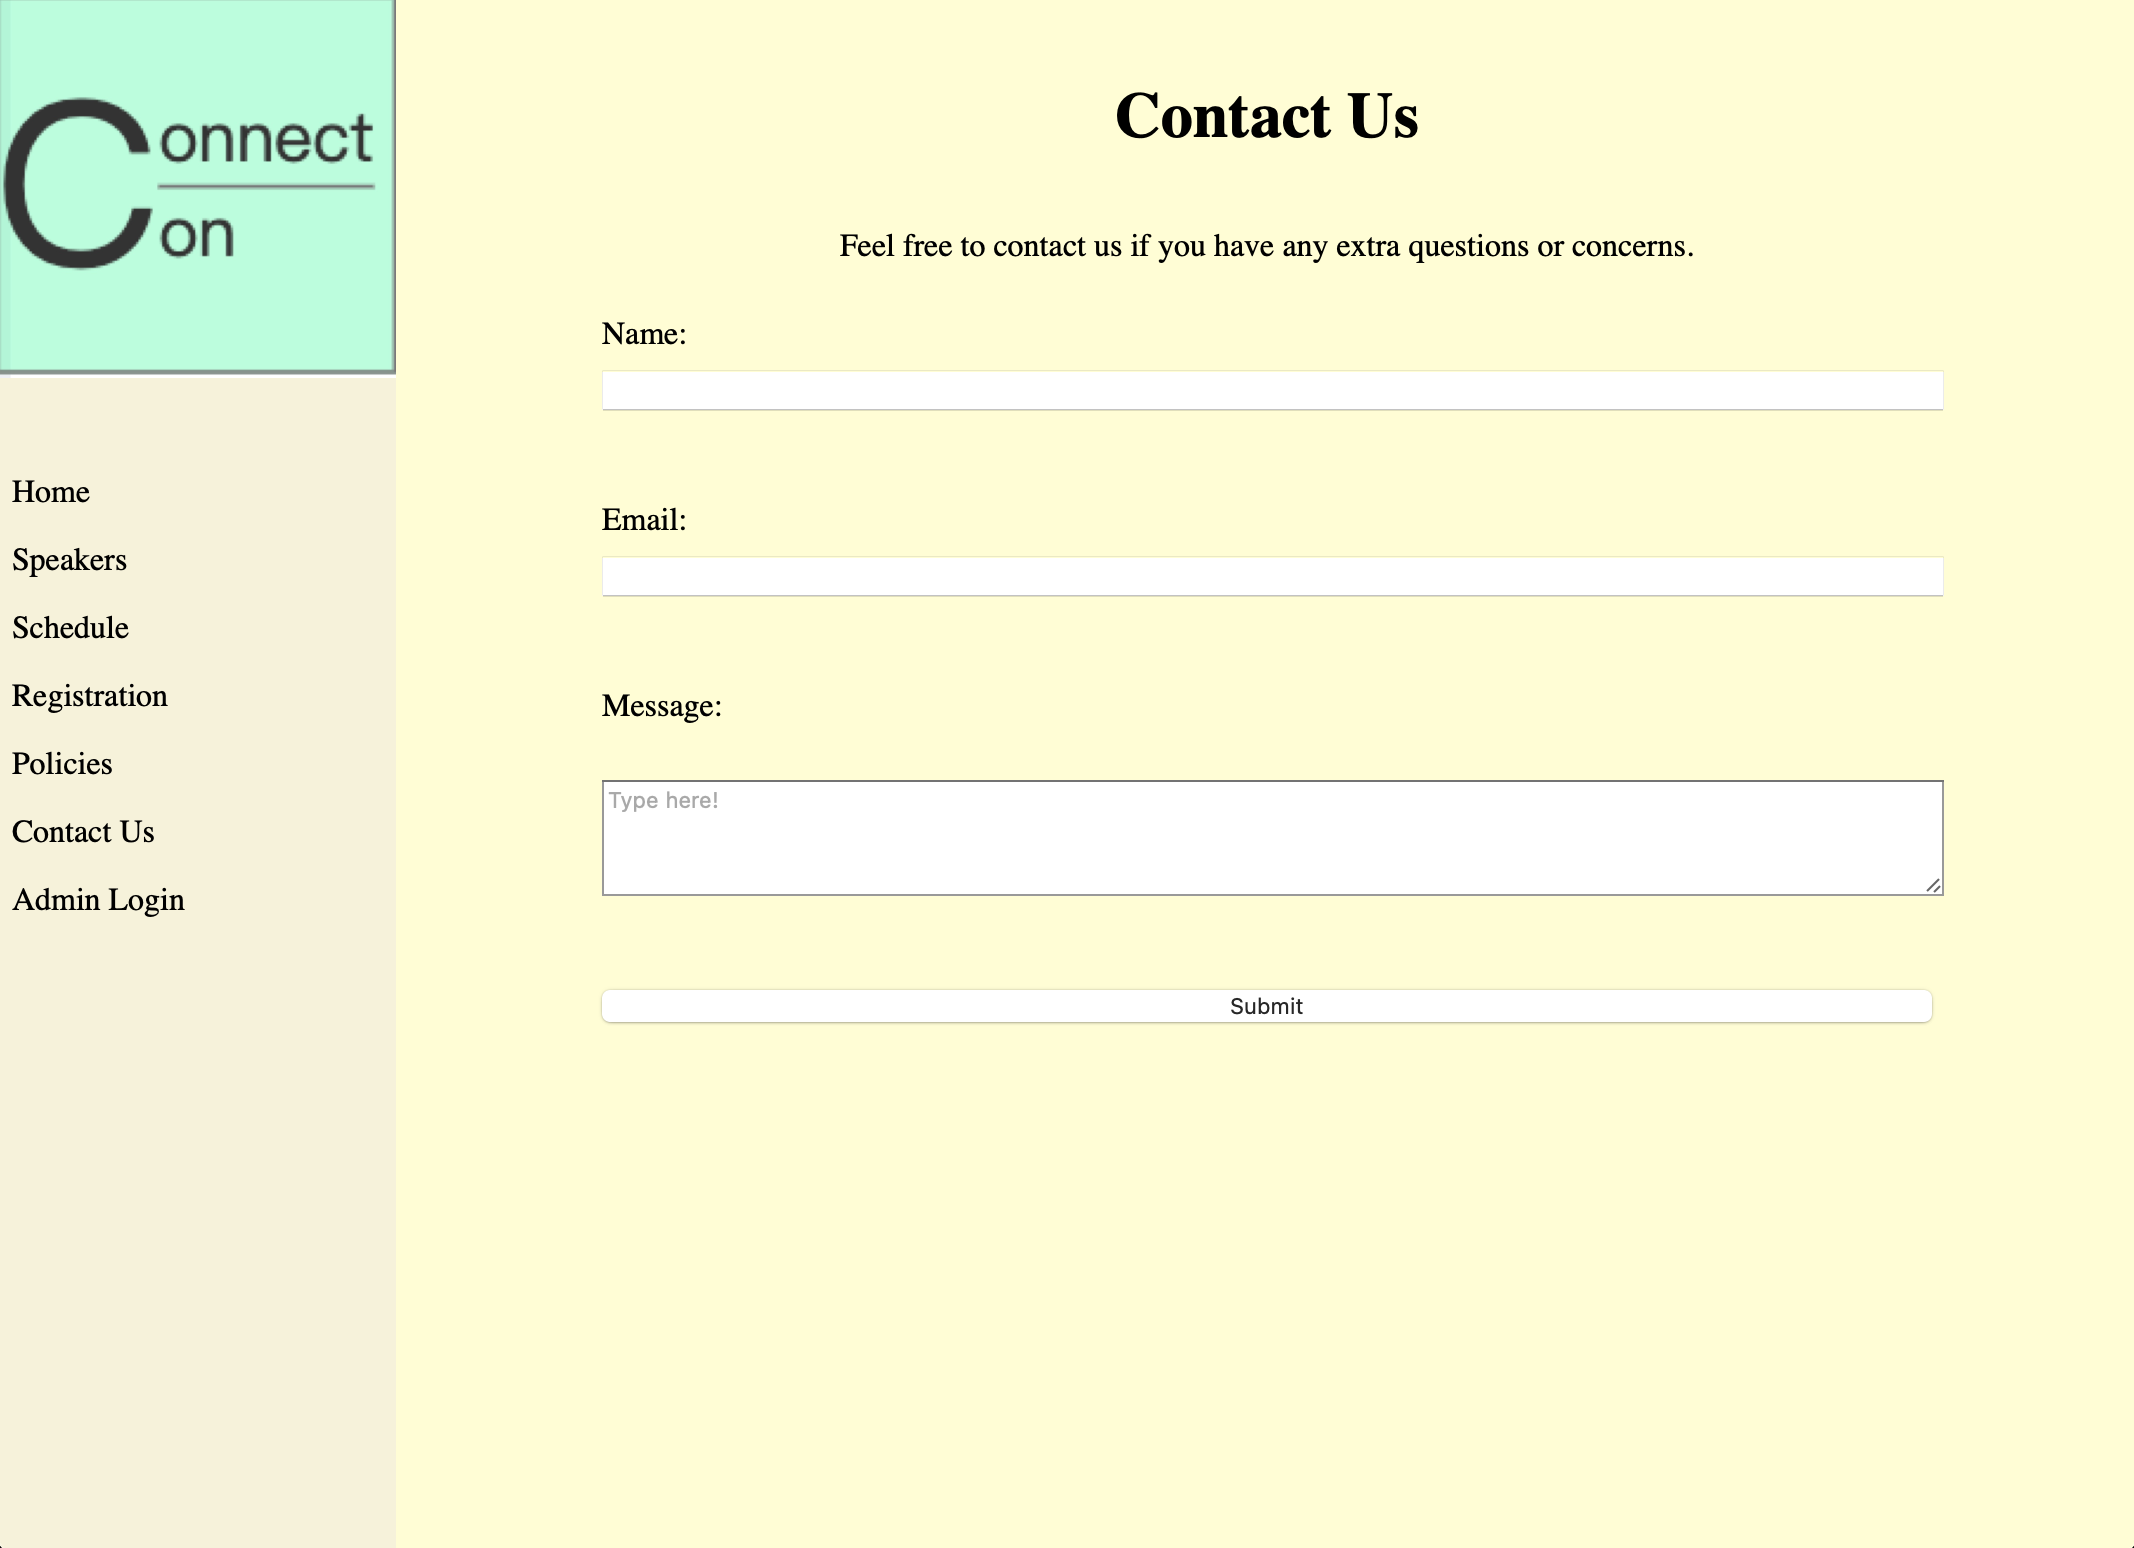 Connect
Con
Home
Speakers
Schedule
Registration
Policies
Contact Us
Admin Login
Contact Us
Feel free to contact us if you have any extra questions or concerns.
Name:
Email:
Message:
Type here!
Submit